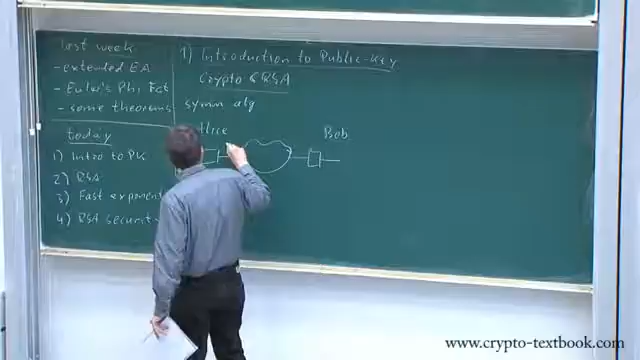 last week
- extended EA
- Euler's Phi Fct
- some theorems
today
1) Intro to PK
2) RSA
3) Fast exponent
4) RSA securit
1) Introduction to Public-Key
Crypto & RSA
symm alg
Alice
Bob
www.crypto-textbook.com